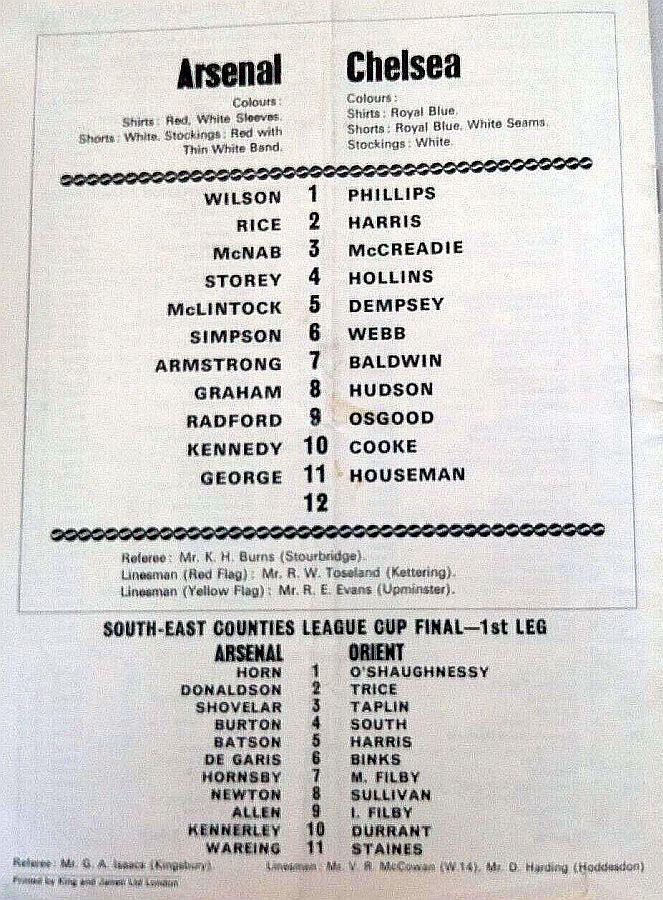 Arsenal Chelsea
Colours: Colours:
Shirts: Red, White Sleeves. Shirts: Royal Blue.
Shorts: White, Stockings: Red with Shorts: Royal Blue, White Seams.
Thin White Band. Stockings: White.
WILSON 1 PHILLIPS
RICE 2 HARRIS
McNAB 3 McCREADIE
STOREY 4 HOLLINS
McLINTOCK 5 DEMPSEY
SIMPSON 6 WEBB
ARMSTRONG 7 BALDWIN
GRAHAM 8 HUDSON
RADFORD 9 OSGOOD
KENNEDY 10 COOKE
GEORGE 11 HOUSEMAN
12
Referee: Mr. K. H. Burns (Stourbridge).
Linesman (Red Flag): Mr. R. W. Toseland (Kettering).
Linesman (Yellow Flag): Mr. R. E. Evans (Upminster).
SOUTH-EAST COUNTIES LEAGUE CUP FINAL—1st LEG
ARSENAL ORIENT
HORN 1 O'SHAUGHNESSY
DONALDSON 2 TRICE
SHOVELAR 3 TAPLIN
BURTON 4 SOUTH
BATSON 5 HARRIS
DE GARIS 6 BINKS
HORNSBY 7 M. FILBY
NEWTON 8 SULLIVAN
ALLEN 9 I. FILBY
KENNERLEY 10 DURRANT
WAREING 11 STAINES
Referee: Mr. G. A. Isaacs (Kingsbury). Linesmen: Mr. V. R. McCowan (W.14), Mr. D. Harding (Hoddesdon)
Printed by King and James Ltd London